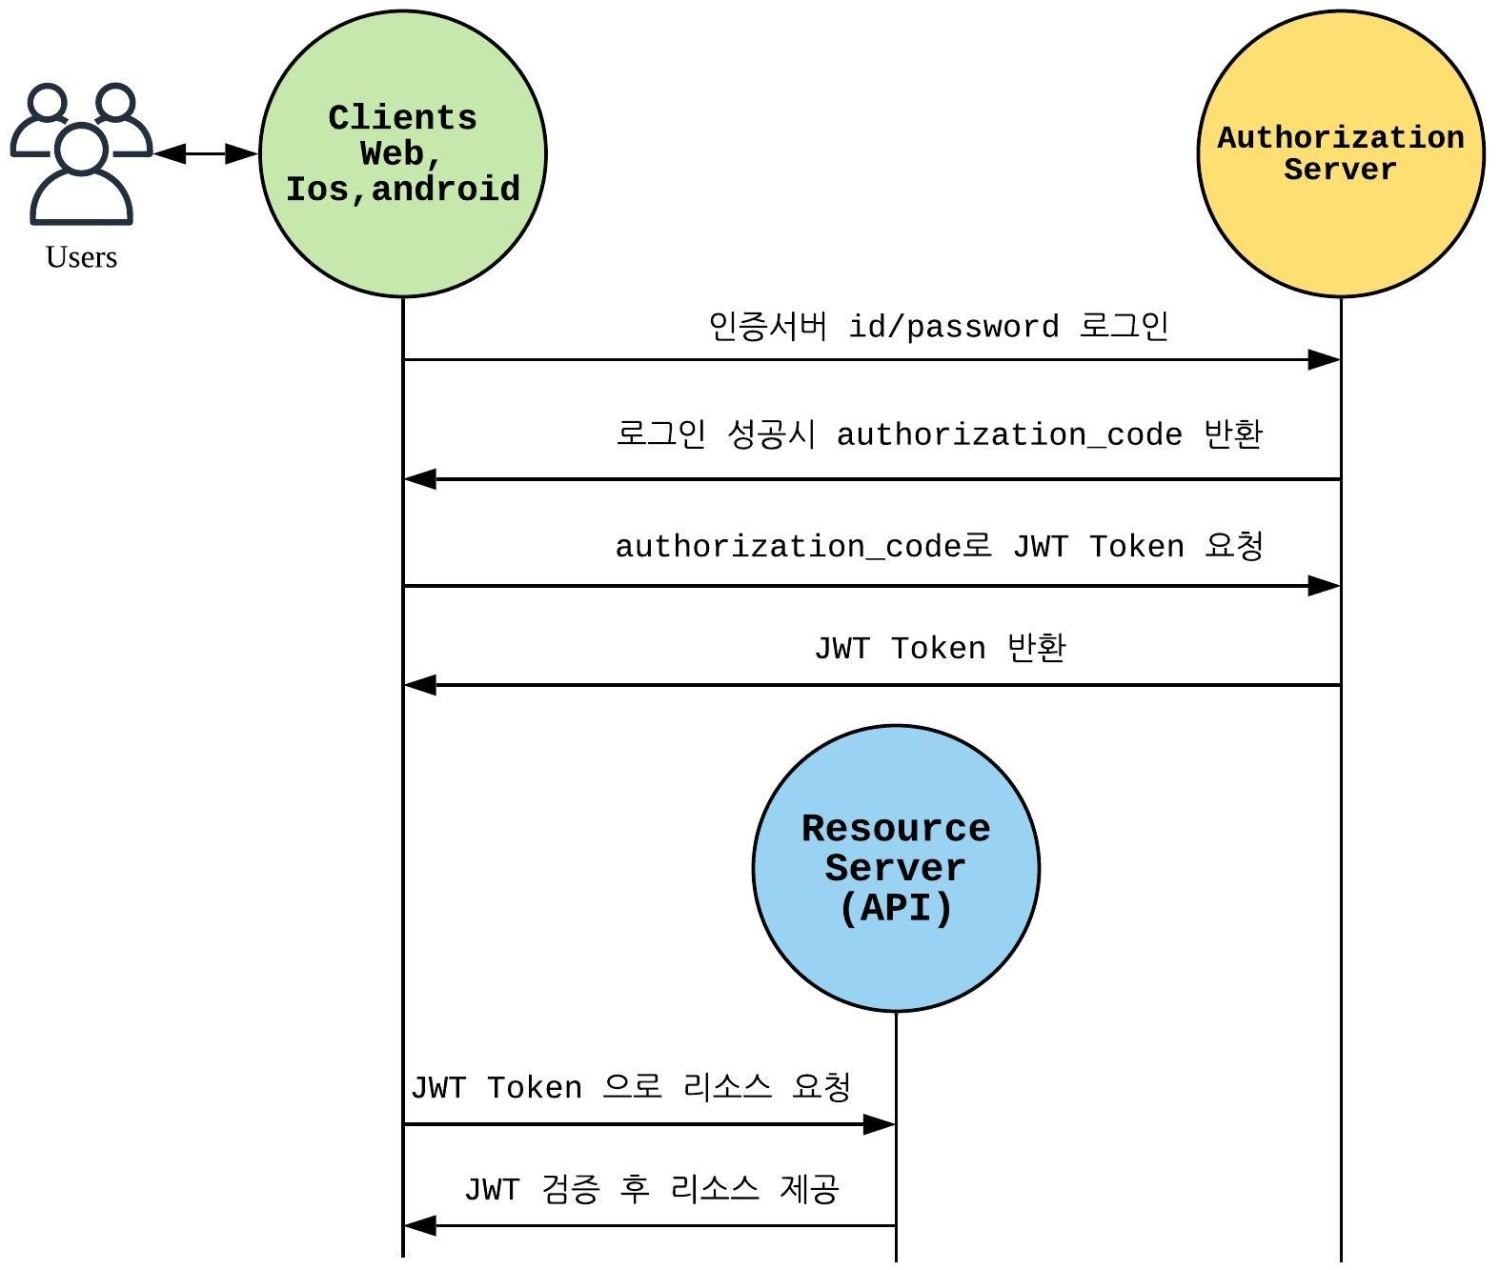 Clients
Web,
Ios,android
Authorization
Server
Users
인증서버 id/password 로그인
로그인 성공시 authorization_code 반환
authorization_code로 JWT Token 요청
JWT Token 반환
Resource
Server
(API)
JWT Token 으로 리소스 요청
JWT 검증 후 리소스 제공